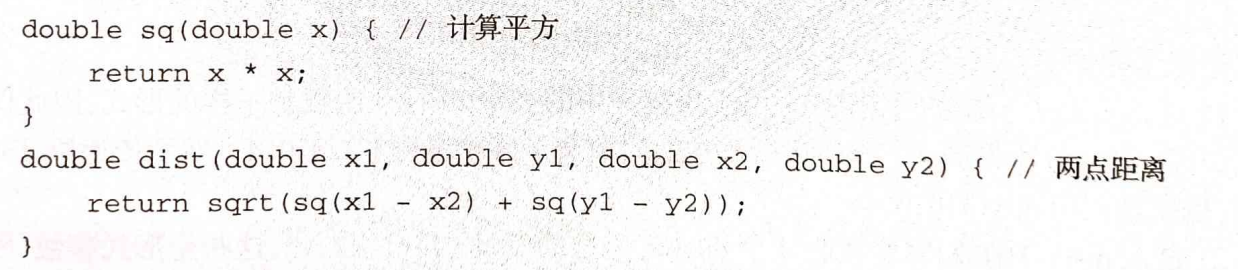 double sq(double x) { // 计算平方
    return x * x;
}
double dist(double x1, double y1, double x2, double y2) { // 两点距离
    return sqrt(sq(x1 - x2) + sq(y1 - y2));
}